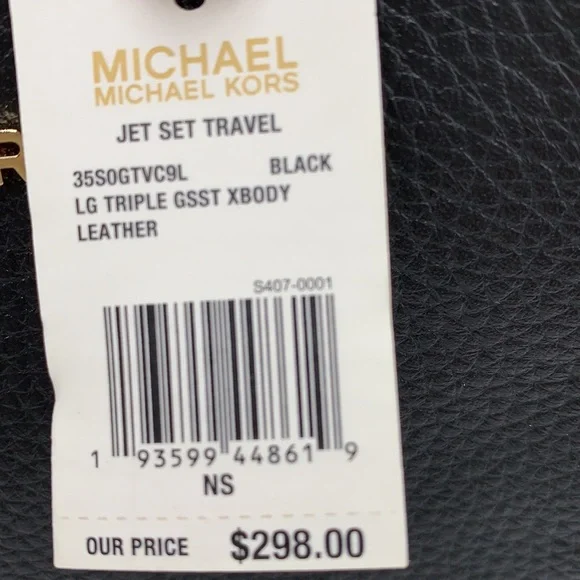 MICHAEL
MICHAEL KORS
JET SET TRAVEL
35S0GTVC9L BLACK
LG TRIPLE GSST XBODY
LEATHER
S407-0001
1 93599 44861 9
NS
OUR PRICE $298.00
R